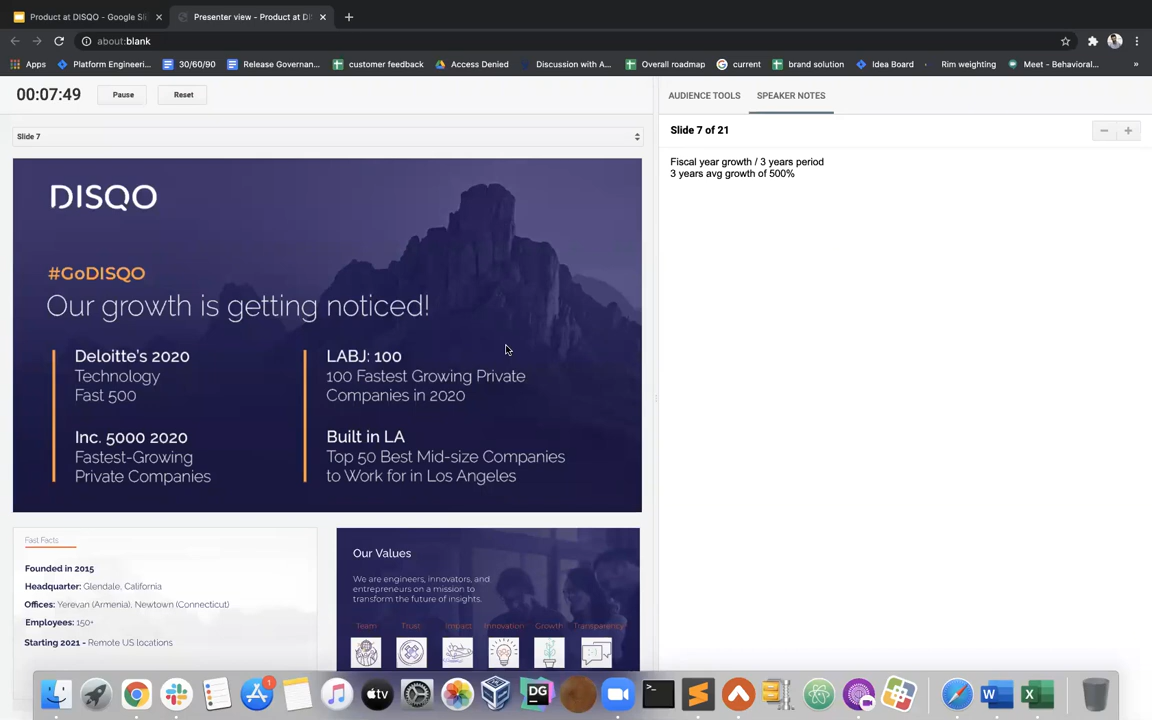 Product at DISQO - Google Sli
Presenter view - Product at Di
about:blank
Apps
Platform Engineeri...
30/60/90
Release Governan...
customer feedback
Access Denied
Discussion with A...
Overall roadmap
current
brand solution
Idea Board
Rim weighting
Meet - Behavioral...
00:07:49
Pause
Reset
AUDIENCE TOOLS
SPEAKER NOTES
Slide 7
Slide 7 of 21
Fiscal year growth / 3 years period
3 years avg growth of 500%
DISQO
#GoDISQO
Our growth is getting noticed!
Deloitte's 2020
Technology
Fast 500
LABJ: 100
100 Fastest Growing Private
Companies in 2020
Inc. 5000 2020
Fastest-Growing
Private Companies
Built in LA
Top 50 Best Mid-size Companies
to Work for in Los Angeles
Fast Facts
Founded in 2015
Headquarter: Glendale, California
Offices: Yerevan (Armenia), Newtown (Connecticut)
Employees: 150+
Starting 2021 - Remote US locations
Our Values
We are engineers, innovators, and
entrepreneurs on a mission to
transform the future of insights.
Team
Trust
Impact
Innovation
Growth
Transparency
1
tv
DG
W
X